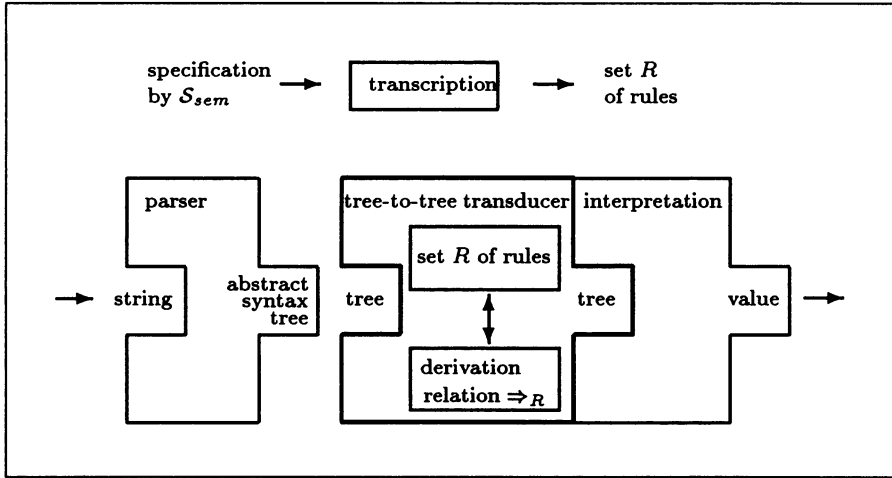 specification
by S_sem
transcription
set R
of rules
parser
tree-to-tree transducer
interpretation
set R of rules
string
abstract
syntax
tree
tree
tree
value
derivation
relation ⇒_R